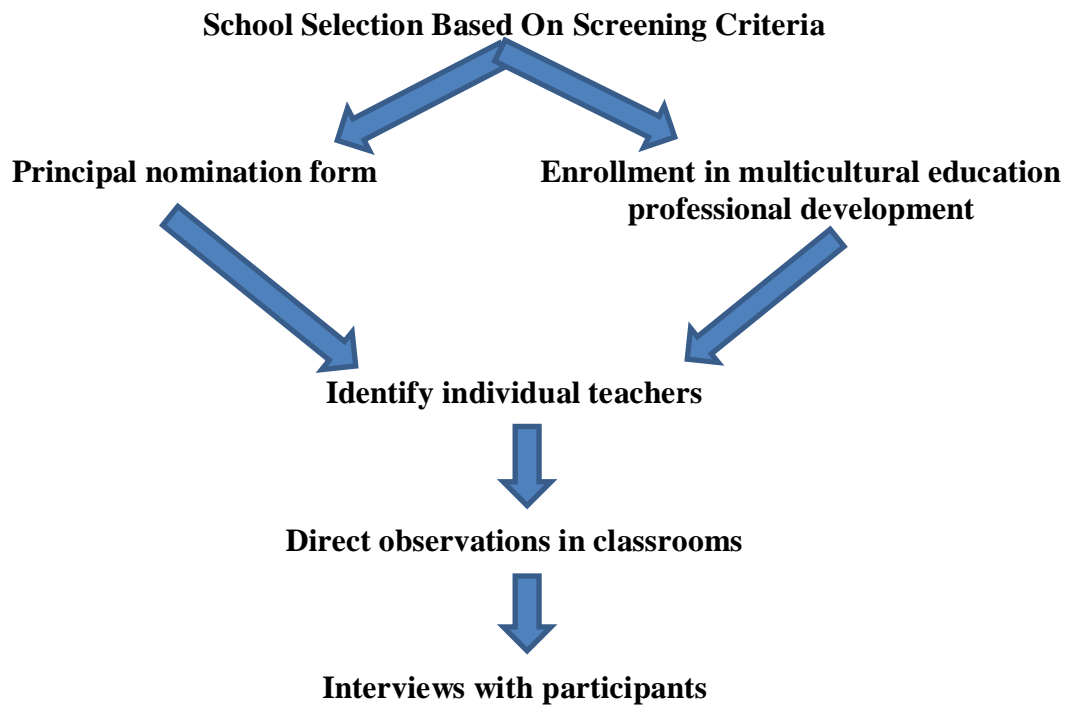 School Selection Based On Screening Criteria
Principal nomination form
Enrollment in multicultural education
professional development
Identify individual teachers
Direct observations in classrooms
Interviews with participants